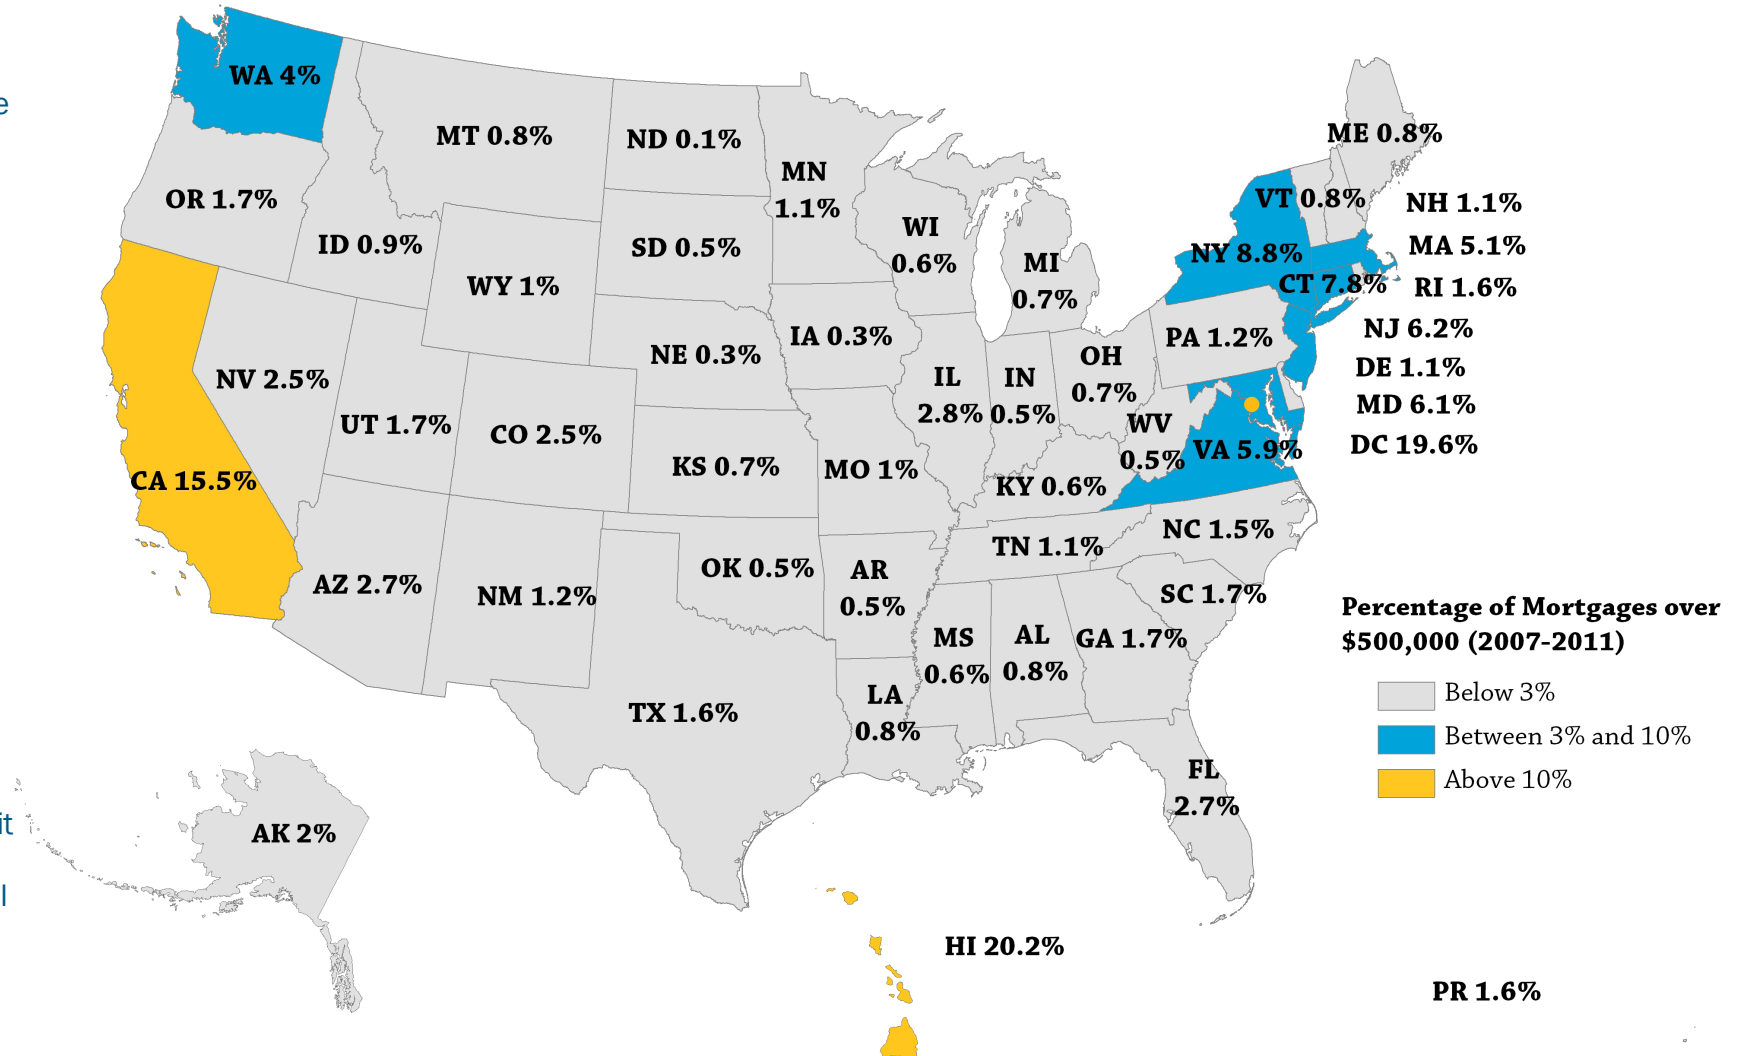 WA 4%
e
MT 0.8%
ND 0.1%
ME 0.8%
MN
1.1%
OR 1.7%
VT 0.8%
NH 1.1%
ID 0.9%
SD 0.5%
WI
0.6%
NY 8.8%
MA 5.1%
WY 1%
MI
0.7%
CT 7.8%
RI 1.6%
NE 0.3%
IA 0.3%
PA 1.2%
NJ 6.2%
NV 2.5%
IL
2.8%
IN
0.5%
OH
0.7%
DE 1.1%
MD 6.1%
UT 1.7%
CO 2.5%
WV
0.5%
VA 5.9%
DC 19.6%
CA 15.5%
KS 0.7%
MO 1%
KY 0.6%
NC 1.5%
TN 1.1%
AZ 2.7%
NM 1.2%
OK 0.5%
AR
0.5%
SC 1.7%
MS
0.6%
AL
0.8%
GA 1.7%
LA
0.8%
TX 1.6%
FL
2.7%
Percentage of Mortgages over
$500,000 (2007-2011)
Below 3%
Between 3% and 10%
Above 10%
it
AK 2%
l
HI 20.2%
PR 1.6%